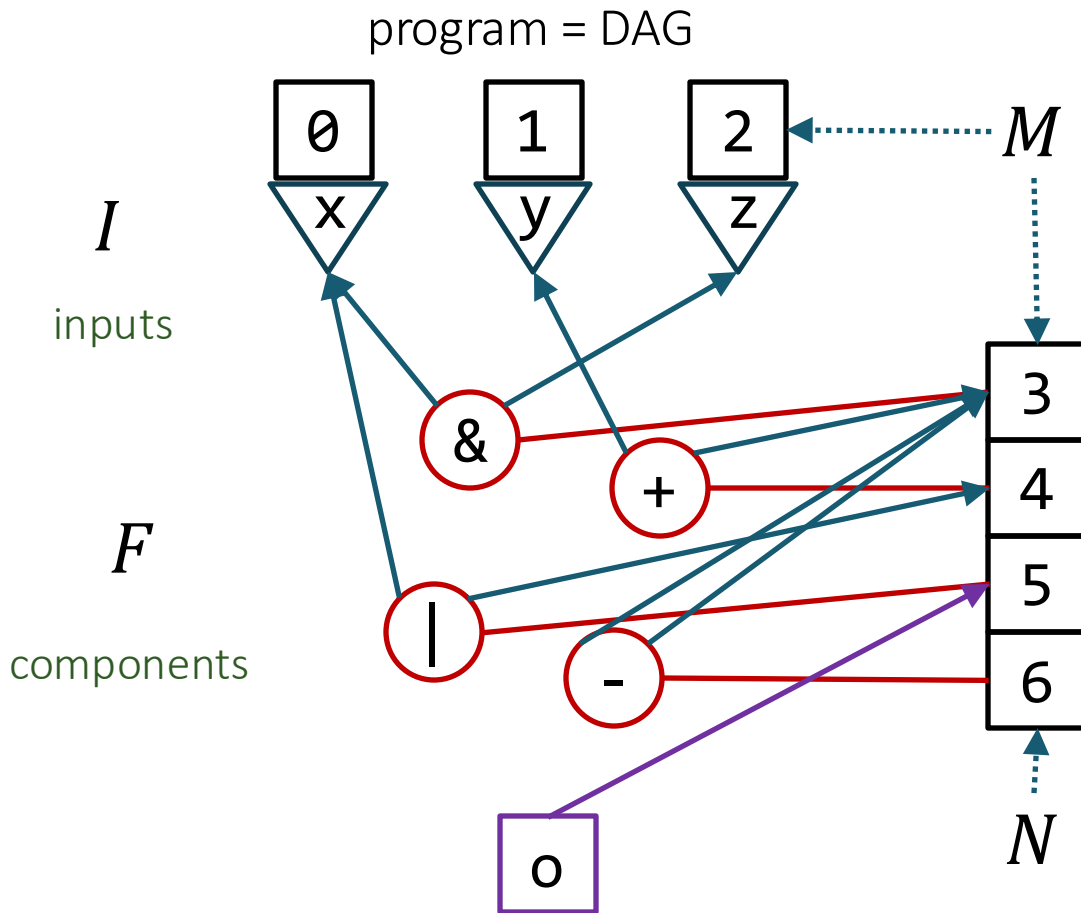 program = DAG
0 1 2 M
x y z
I
inputs
3
&
+ 4
F
5
|
components
- 6
N
o